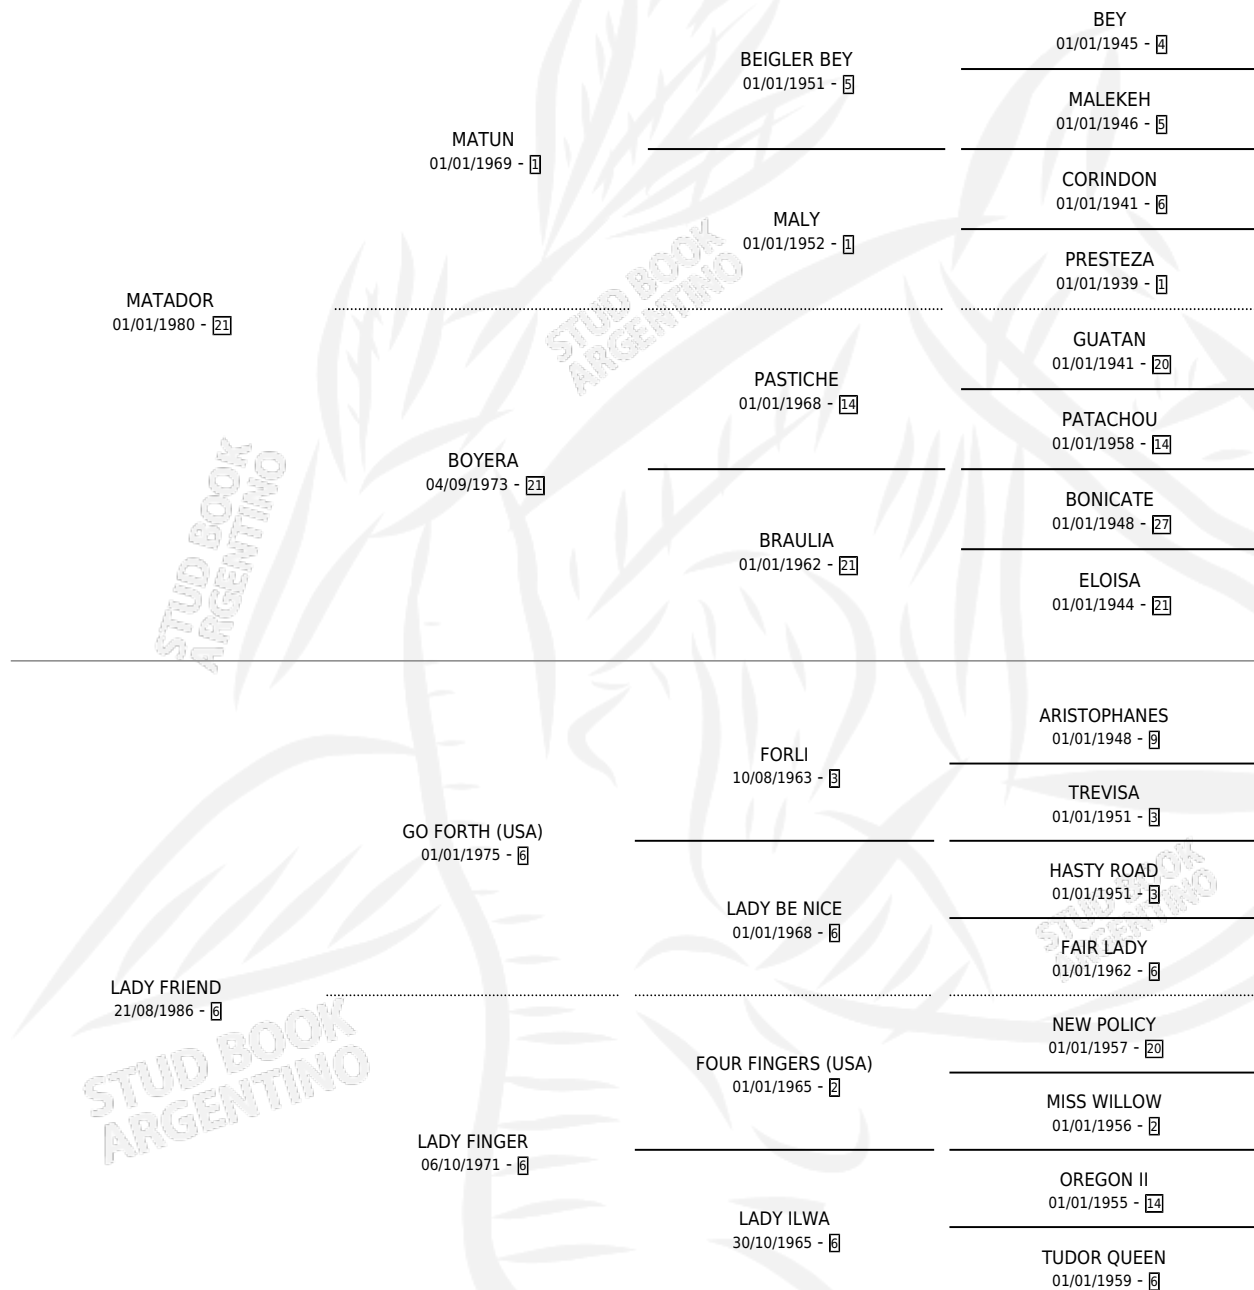 BEY
01/01/1945 - 4
BEIGLER BEY
01/01/1951 - 5
MALEKEH
01/01/1946 - 5
MATUN
01/01/1969 - 1
CORINDON
01/01/1941 - 6
MALY
01/01/1952 - 1
PRESTEZA
01/01/1939 - 1
MATADOR
01/01/1980 - 21
GUATAN
01/01/1941 - 20
PASTICHE
01/01/1968 - 14
PATACHOU
01/01/1958 - 14
BOYERA
04/09/1973 - 21
BONICATE
01/01/1948 - 27
BRAULIA
01/01/1962 - 21
ELOISA
01/01/1944 - 21
ARISTOPHANES
01/01/1948 - 9
FORLI
10/08/1963 - 3
TREVISA
01/01/1951 - 3
GO FORTH (USA)
01/01/1975 - 6
HASTY ROAD
01/01/1951 - 3
LADY BE NICE
01/01/1968 - 6
FAIR LADY
01/01/1962 - 6
LADY FRIEND
21/08/1986 - 6
NEW POLICY
01/01/1957 - 20
FOUR FINGERS (USA)
01/01/1965 - 2
MISS WILLOW
01/01/1956 - 2
LADY FINGER
06/10/1971 - 6
OREGON II
01/01/1955 - 14
LADY ILWA
30/10/1965 - 6
TUDOR QUEEN
01/01/1959 - 6
STUD BOOK
ARGENTINO
STUD BOOK
ARGENTINO
STUD BOOK
ARGENTINO
STUD BOOK
ARGENTINO